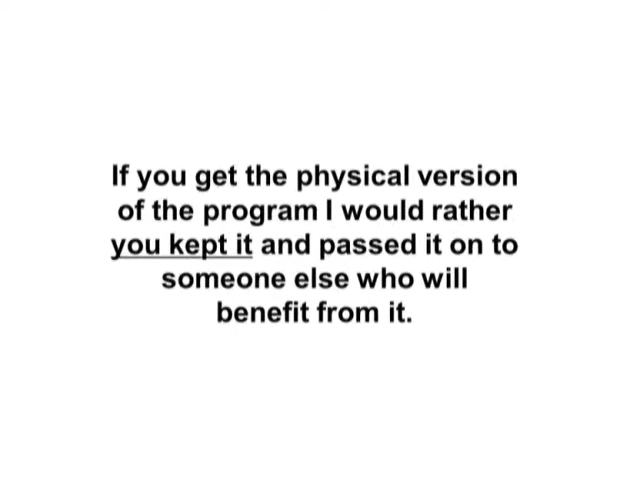 If you get the physical version
of the program I would rather
you kept it and passed it on to
someone else who will
benefit from it.